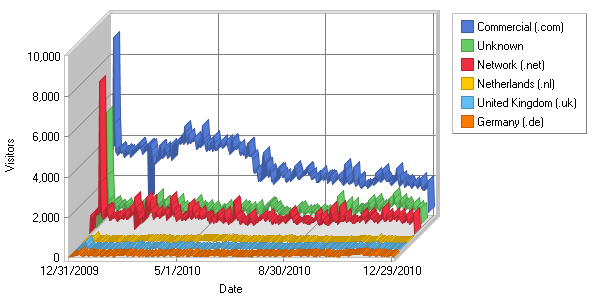 10,000
8,000
6,000
4,000
2,000
0
Visitors
12/31/2009
5/1/2010
8/30/2010
12/29/2010
Date
Commercial (.com)
Unknown
Network (.net)
Netherlands (.nl)
United Kingdom (.uk)
Germany (.de)